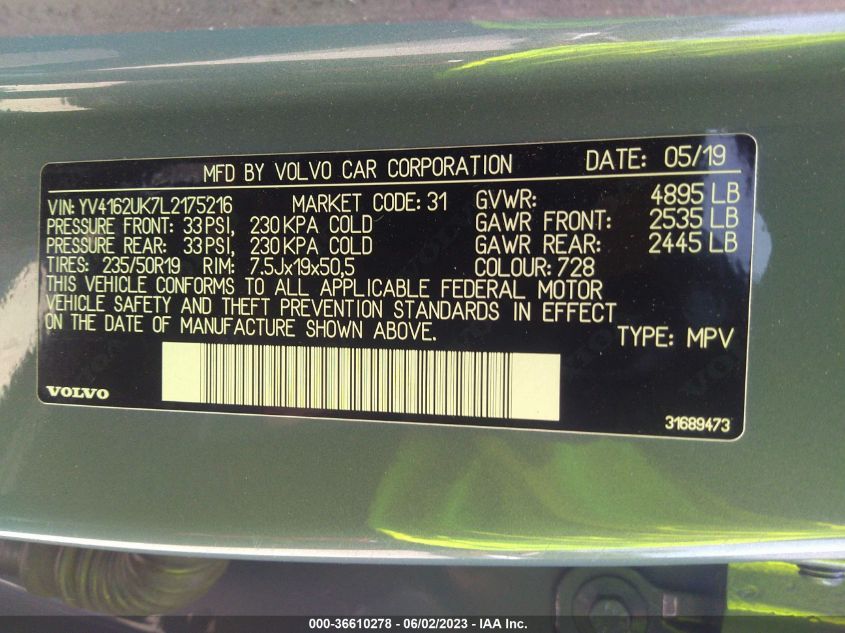 MFD BY VOLVO CAR CORPORATION DATE: 05/19
VIN: YV4162UK7L2175216 MARKET CODE: 31 GVWR: 4895 LB
PRESSURE FRONT: 33 PSI, 230 KPA COLD GAWR FRONT: 2535 LB
PRESSURE REAR: 33 PSI, 230 KPA COLD GAWR REAR: 2445 LB
TIRES: 235/50R19 RIM: 7.5Jx19x50,5 COLOUR: 728
THIS VEHICLE CONFORMS TO ALL APPLICABLE FEDERAL MOTOR
VEHICLE SAFETY AND THEFT PREVENTION STANDARDS IN EFFECT
ON THE DATE OF MANUFACTURE SHOWN ABOVE. TYPE: MPV
VOLVO 31689473
000-36610278 - 06/02/2023 - IAA Inc.